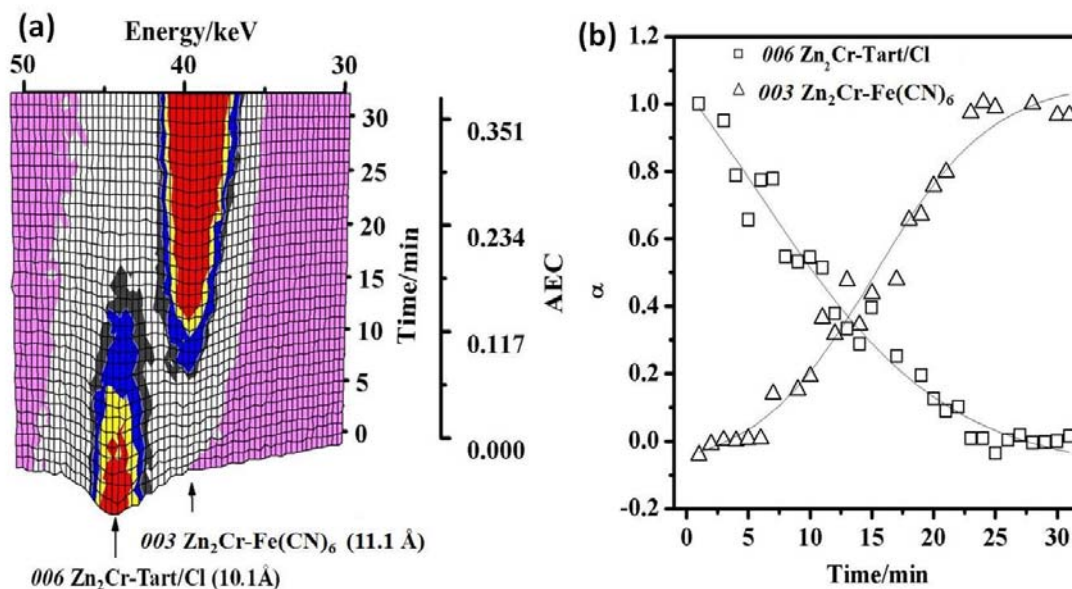 (a)
Energy/keV
50 40 30
30
25
20
15
10
5
0
Time/min
0.351
0.234
0.117
0.000
AEC
003 Zn₂Cr-Fe(CN)₆ (11.1 Å)
006 Zn₂Cr-Tart/Cl (10.1Å)
(b)
1.2
1.0
0.8
0.6
0.4
0.2
0.0
-0.2
α
006 Zn₂Cr-Tart/Cl
003 Zn₂Cr-Fe(CN)₆
0 5 10 15 20 25 30
Time/min